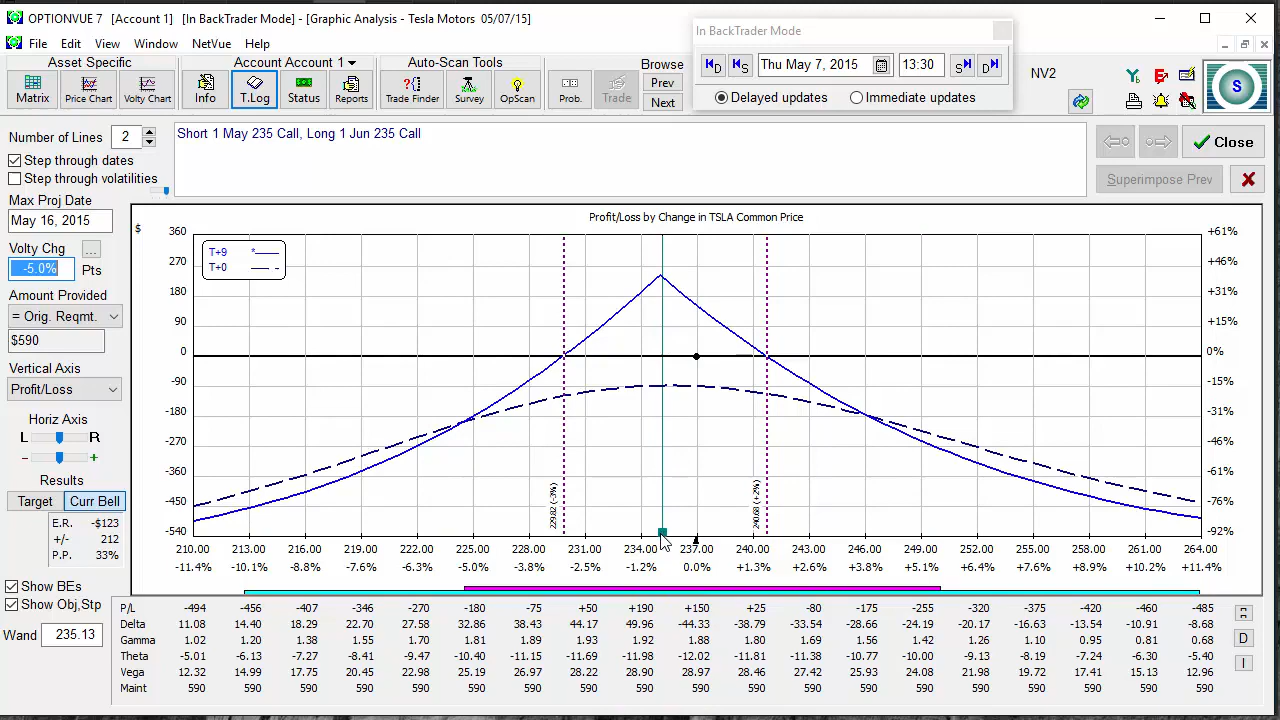 OPTIONVUE 7 [Account 1] [In BackTrader Mode] - [Graphic Analysis - Tesla Motors 05/07/15]
File Edit View Window NetVue Help
In BackTrader Mode
Asset Specific Account Account 1 Auto-Scan Tools Browse
D S Thu May 7, 2015 13:30 S D
NV2
Matrix Price Chart Volty Chart Info T.Log Status Reports Trade Finder Survey OpScan Prob. Trade Prev Next
Delayed updates Immediate updates
S
Number of Lines 2
Short 1 May 235 Call, Long 1 Jun 235 Call
Close
Step through dates
Step through volatilities
Superimpose Prev
Max Proj Date
May 16, 2015
Volty Chg ...
-5.0% Pts
Amount Provided
= Orig. Reqmt.
$590
Vertical Axis
Profit/Loss
Horiz Axis
L R
- +
Results
Target Curr Bell
E.R. -$123
+/- 212
P.P. 33%
Show BEs
Show Obj,Stp
Wand 235.13
Profit/Loss by Change in TSLA Common Price
$
T+9 *
T+0 -
360 +61%
270 +46%
180 +31%
90 +15%
0 0%
-90 -15%
-180 -31%
-270 -46%
-360 -61%
-450 -76%
-540 -92%
229.82 (-3%)
240.68 (+2%)
210.00 213.00 216.00 219.00 222.00 225.00 228.00 231.00 234.00 237.00 240.00 243.00 246.00 249.00 252.00 255.00 258.00 261.00 264.00
-11.4% -10.1% -8.8% -7.6% -6.3% -5.0% -3.8% -2.5% -1.2% 0.0% +1.3% +2.6% +3.8% +5.1% +6.4% +7.6% +8.9% +10.2% +11.4%
P/L -494 -456 -407 -346 -270 -180 -75 +50 +190 +150 +25 -80 -175 -255 -320 -375 -420 -460 -485
Delta 11.08 14.40 18.29 22.70 27.58 32.86 38.45 44.17 49.96 -44.33 -38.79 -33.54 -28.66 -24.19 -20.17 -16.63 -13.54 -10.91 -8.68
Gamma 1.02 1.20 1.38 1.55 1.70 1.81 1.89 1.93 1.92 1.88 1.80 1.69 1.56 1.42 1.26 1.10 0.95 0.81 0.68
Theta -5.01 -6.13 -7.27 -8.41 -9.47 -10.40 -11.15 -11.69 -11.98 -12.02 -11.81 -11.38 -10.77 -10.00 -9.13 -8.19 -7.24 -6.30 -5.40
Vega 12.32 14.99 17.75 20.45 22.98 25.19 26.99 28.22 28.90 28.97 28.46 27.42 25.93 24.08 21.98 19.72 17.41 15.13 12.96
Maint 590 590 590 590 590 590 590 590 590 590 590 590 590 590 590 590 590 590 590
D
I